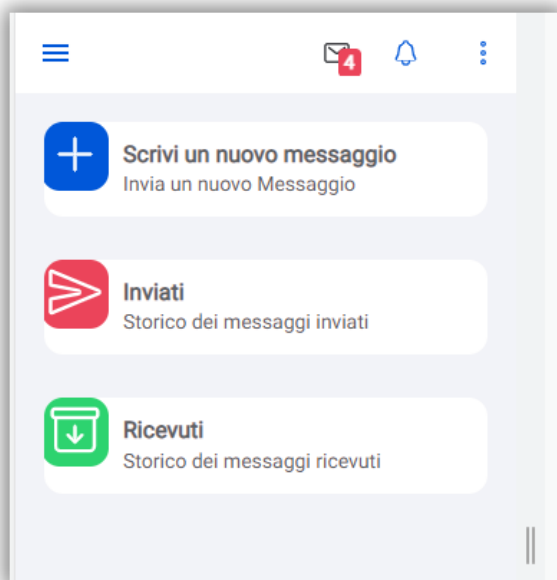 4
Scrivi un nuovo messaggio
Invia un nuovo Messaggio
Inviati
Storico dei messaggi inviati
Ricevuti
Storico dei messaggi ricevuti